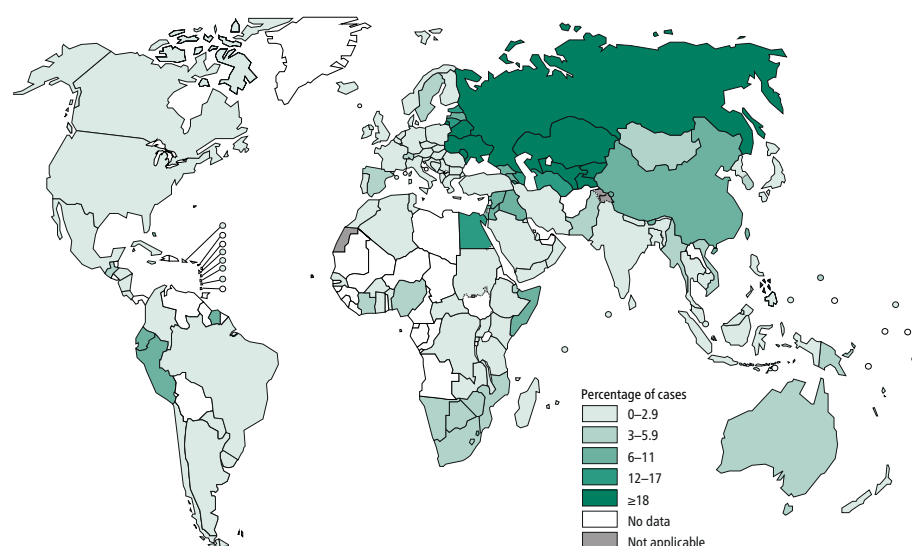 Percentage of cases
0–2.9
3–5.9
6–11
12–17
≥18
No data
Not applicable